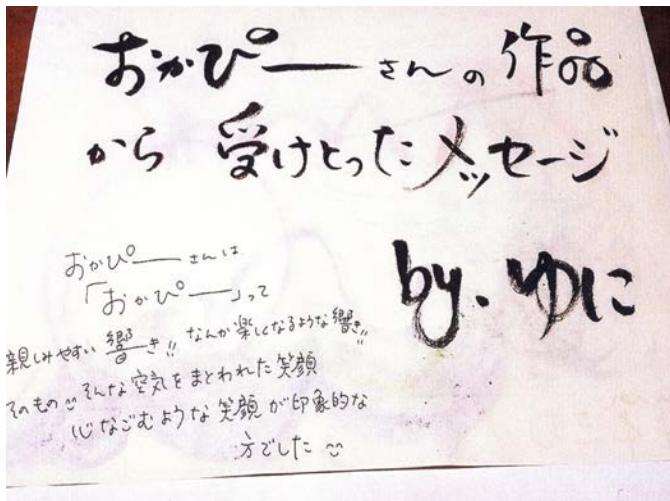 おかぴーさんの作品
から 受けとったメッセージ
by. ゆに
おかぴーさんは
「おかぴー」って
親しみやすい響き!! なんか楽しくなるような響き!!
そんな空気をまとわれた笑顔
そのもの
心なごむような笑顔が印象的な
方でした